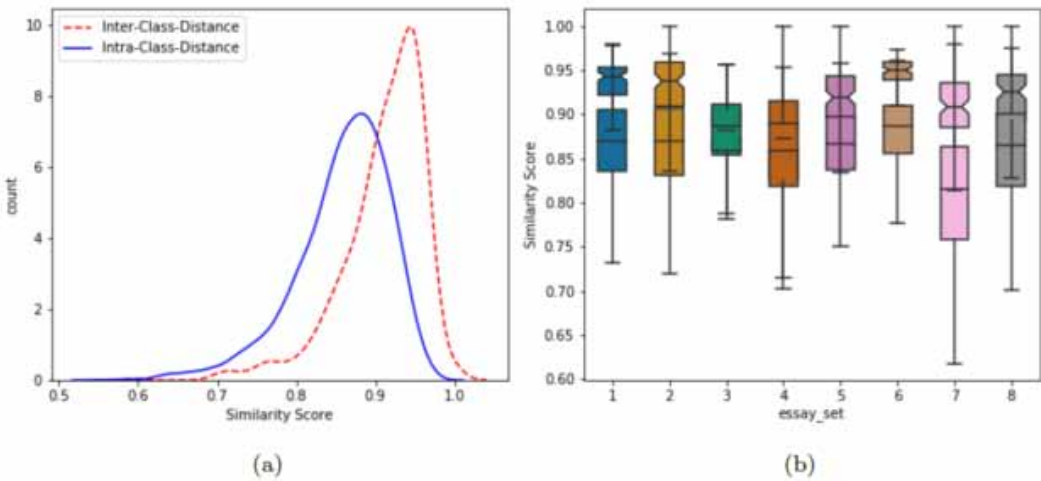 Inter-Class-Distance
Intra-Class-Distance
10
8
6
4
2
0
count
0.5 0.6 0.7 0.8 0.9 1.0
Similarity Score
(a)
1.00
0.95
0.90
0.85
0.80
0.75
0.70
0.65
0.60
Similarity Score
1 2 3 4 5 6 7 8
essay_set
(b)